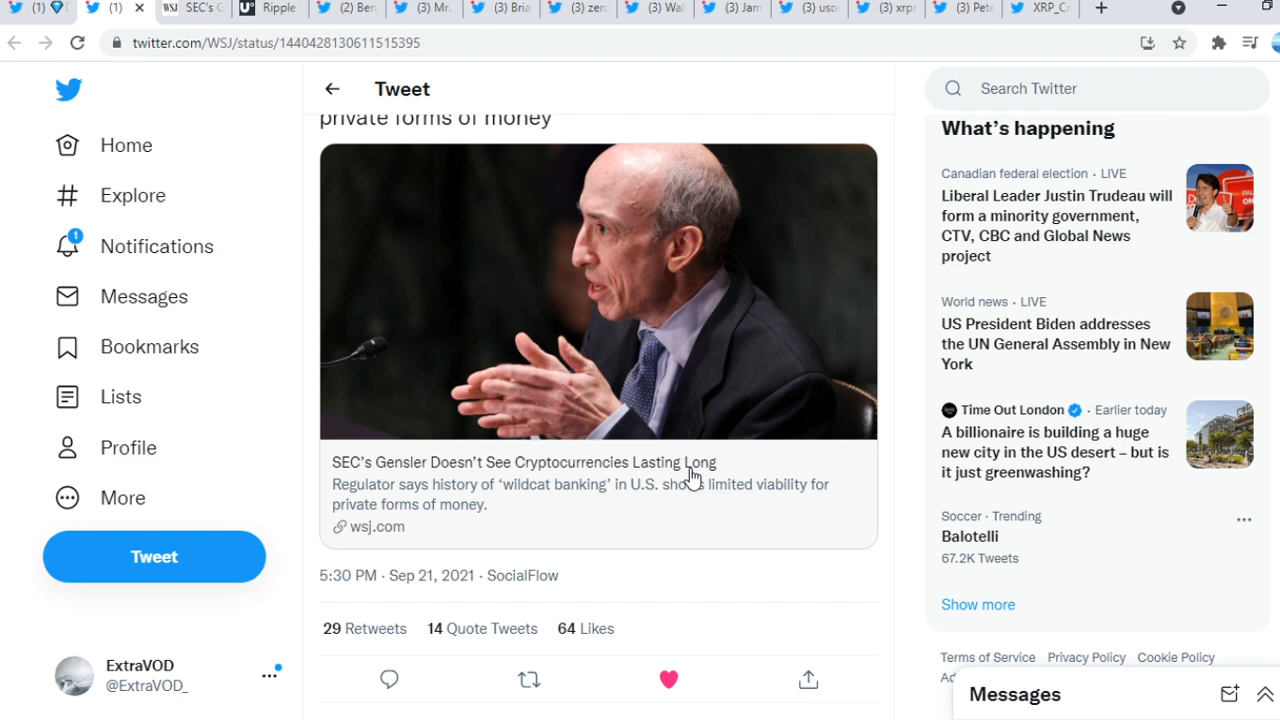 (1)
(1)
SEC's G
Ripple
(2) Ben
(3) Mr.
(3) Bria
(3) zero
(3) Wal
(3) Jam
(3) usd
(3) xrpr
(3) Pete
XRP_C
twitter.com/WSJ/status/1440428130611515395
Tweet
private forms of money
Search Twitter
Home
Explore
1
Notifications
Messages
Bookmarks
Lists
Profile
More
Tweet
ExtraVOD
@ExtraVOD_
SEC's Gensler Doesn't See Cryptocurrencies Lasting Long
Regulator says history of 'wildcat banking' in U.S. shows limited viability for
private forms of money.
wsj.com
5:30 PM · Sep 21, 2021 · SocialFlow
29 Retweets 14 Quote Tweets 64 Likes
What's happening
Canadian federal election · LIVE
Liberal Leader Justin Trudeau will
form a minority government,
CTV, CBC and Global News
project
World news · LIVE
US President Biden addresses
the UN General Assembly in New
York
Time Out London · Earlier today
A billionaire is building a huge
new city in the US desert – but is
it just greenwashing?
Soccer · Trending
Balotelli
67.2K Tweets
Show more
Terms of Service Privacy Policy Cookie Policy
Messages